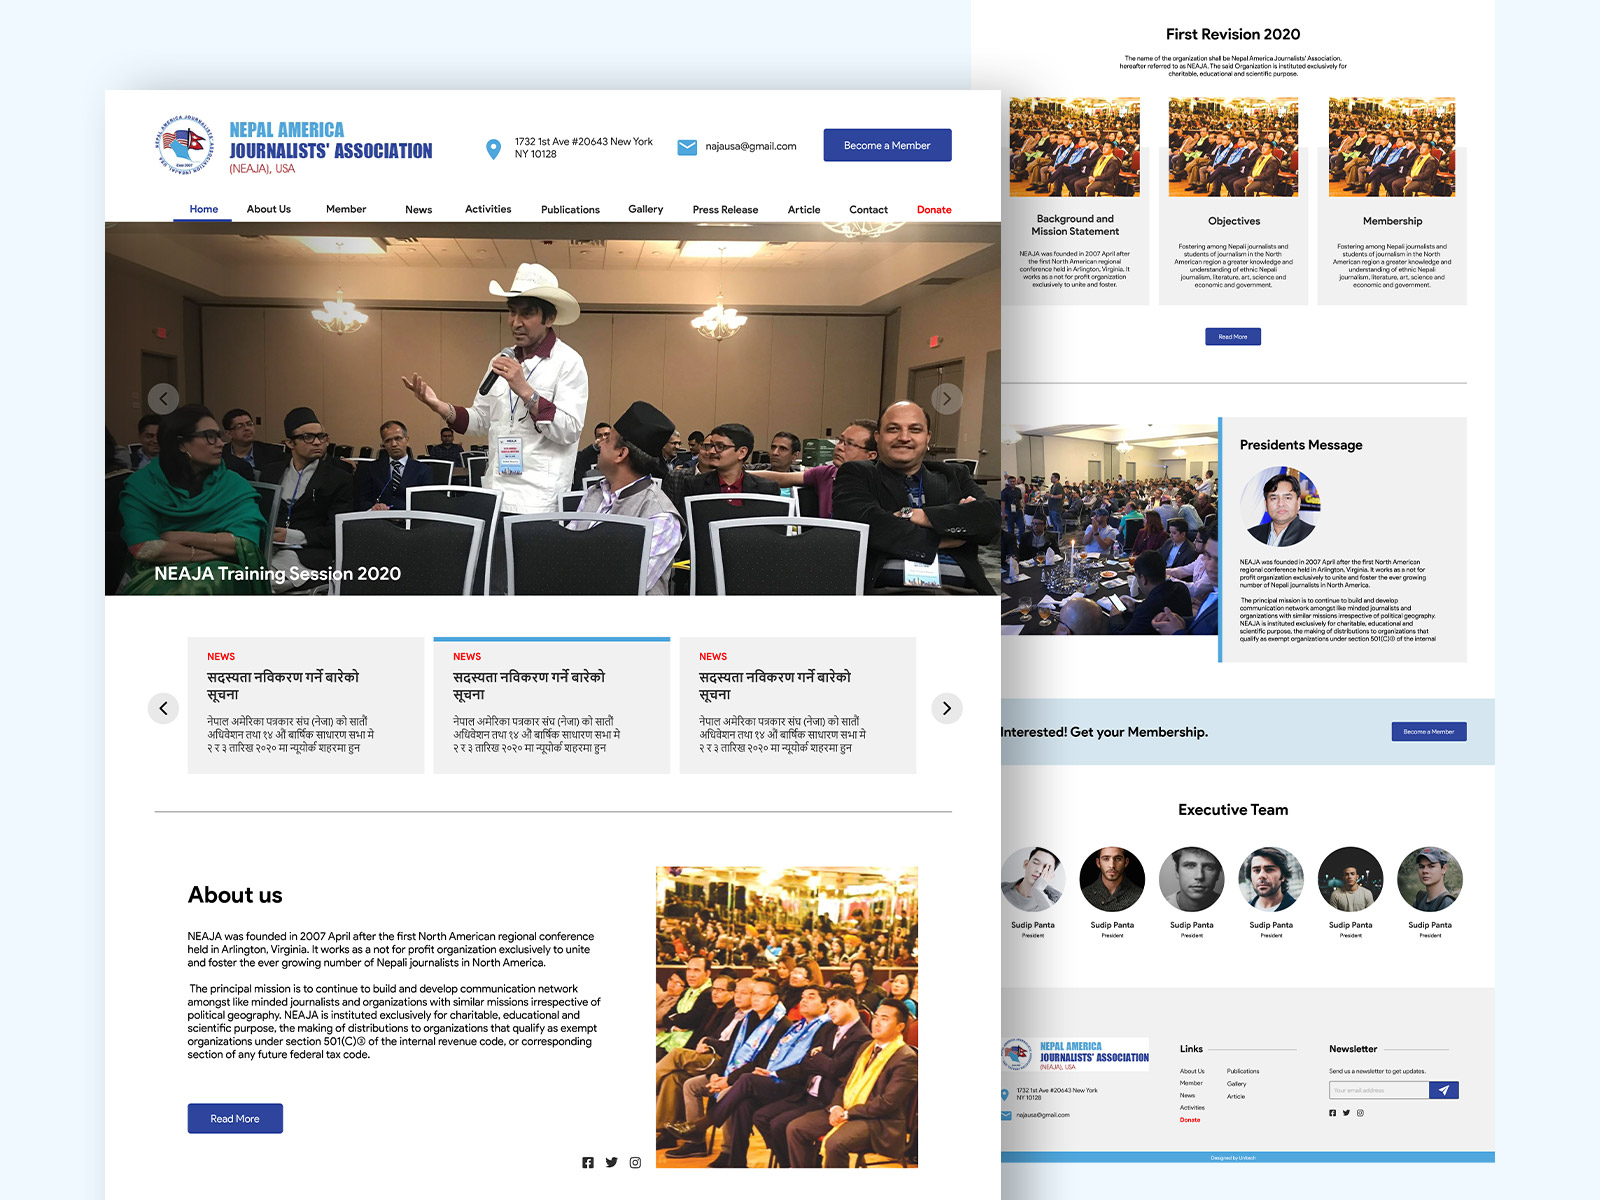 NEPAL AMERICA
JOURNALISTS' ASSOCIATION
(NEAJA), USA
1732 1st Ave #20643 New York
NY 10128
najausa@gmail.com
Become a Member
Home About Us Member News Activities Publications Gallery Press Release Article Contact Donate
NEAJA Training Session 2020
NEWS
सदस्यता नविकरण गर्ने बारेको
सूचना
नेपाल अमेरिका पत्रकार संघ (नेजा) को सातौं
अधिवेशन तथा १४ औं बार्षिक साधारण सभा मे
२ र ३ तारिख २०२० मा न्यूयोर्क शहरमा हुन
NEWS
सदस्यता नविकरण गर्ने बारेको
सूचना
नेपाल अमेरिका पत्रकार संघ (नेजा) को सातौं
अधिवेशन तथा १४ औं बार्षिक साधारण सभा मे
२ र ३ तारिख २०२० मा न्यूयोर्क शहरमा हुन
NEWS
सदस्यता नविकरण गर्ने बारेको
सूचना
नेपाल अमेरिका पत्रकार संघ (नेजा) को सातौं
अधिवेशन तथा १४ औं बार्षिक साधारण सभा मे
२ र ३ तारिख २०२० मा न्यूयोर्क शहरमा हुन
About us
NEAJA was founded in 2007 April after the first North American regional conference
held in Arlington, Virginia. It works as a not for profit organization exclusively to unite
and foster the ever growing number of Nepali journalists in North America.
The principal mission is to continue to build and develop communication network
amongst like minded journalists and organizations with similar missions irrespective of
political geography. NEAJA is instituted exclusively for charitable, educational and
scientific purpose, the making of distributions to organizations that qualify as exempt
organizations under section 501(C)③ of the internal revenue code, or corresponding
section of any future federal tax code.
Read More
First Revision 2020
The name of the organization shall be Nepal America Journalists' Association,
hereafter referred to as NEAJA. The said Organization is instituted exclusively for
charitable, educational and scientific purpose.
Background and
Mission Statement
NEAJA was founded in 2007 April after
the first North American regional
conference held in Arlington, Virginia. It
works as a not for profit organization
exclusively to unite and foster.
Objectives
Fostering among Nepali journalists and
students of journalism in the North
American region a greater knowledge and
understanding of ethnic Nepali
journalism, literature, art, science and
economic and government.
Membership
Fostering among Nepali journalists and
students of journalism in the North
American region a greater knowledge and
understanding of ethnic Nepali
journalism, literature, art, science and
economic and government.
Read More
Presidents Message
NEAJA was founded in 2007 April after the first North American
regional conference held in Arlington, Virginia. It works as a not for
profit organization exclusively to unite and foster the ever growing
number of Nepali journalists in North America.
The principal mission is to continue to build and develop
communication network amongst like minded journalists and
organizations with similar missions irrespective of political geography.
NEAJA is instituted exclusively for charitable, educational and
scientific purpose, the making of distributions to organizations that
qualify as exempt organizations under section 501(C)③ of the internal
Interested! Get your Membership.
Become a Member
Executive Team
Sudip Panta
President
Sudip Panta
President
Sudip Panta
President
Sudip Panta
President
Sudip Panta
President
Sudip Panta
President
NEPAL AMERICA
JOURNALISTS' ASSOCIATION
(NEAJA), USA
1732 1st Ave #20643 New York
NY 10128
najausa@gmail.com
Links
About Us
Member
News
Activities
Donate
Publications
Gallery
Article
Newsletter
Send us a newsletter to get updates.
Your email address
Designed by Unitech